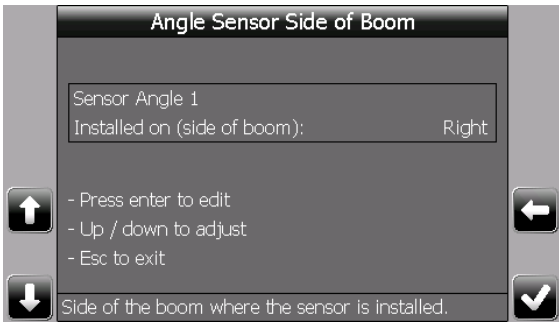 Angle Sensor Side of Boom
Sensor Angle 1
Installed on (side of boom): Right
- Press enter to edit
- Up / down to adjust
- Esc to exit
Side of the boom where the sensor is installed.